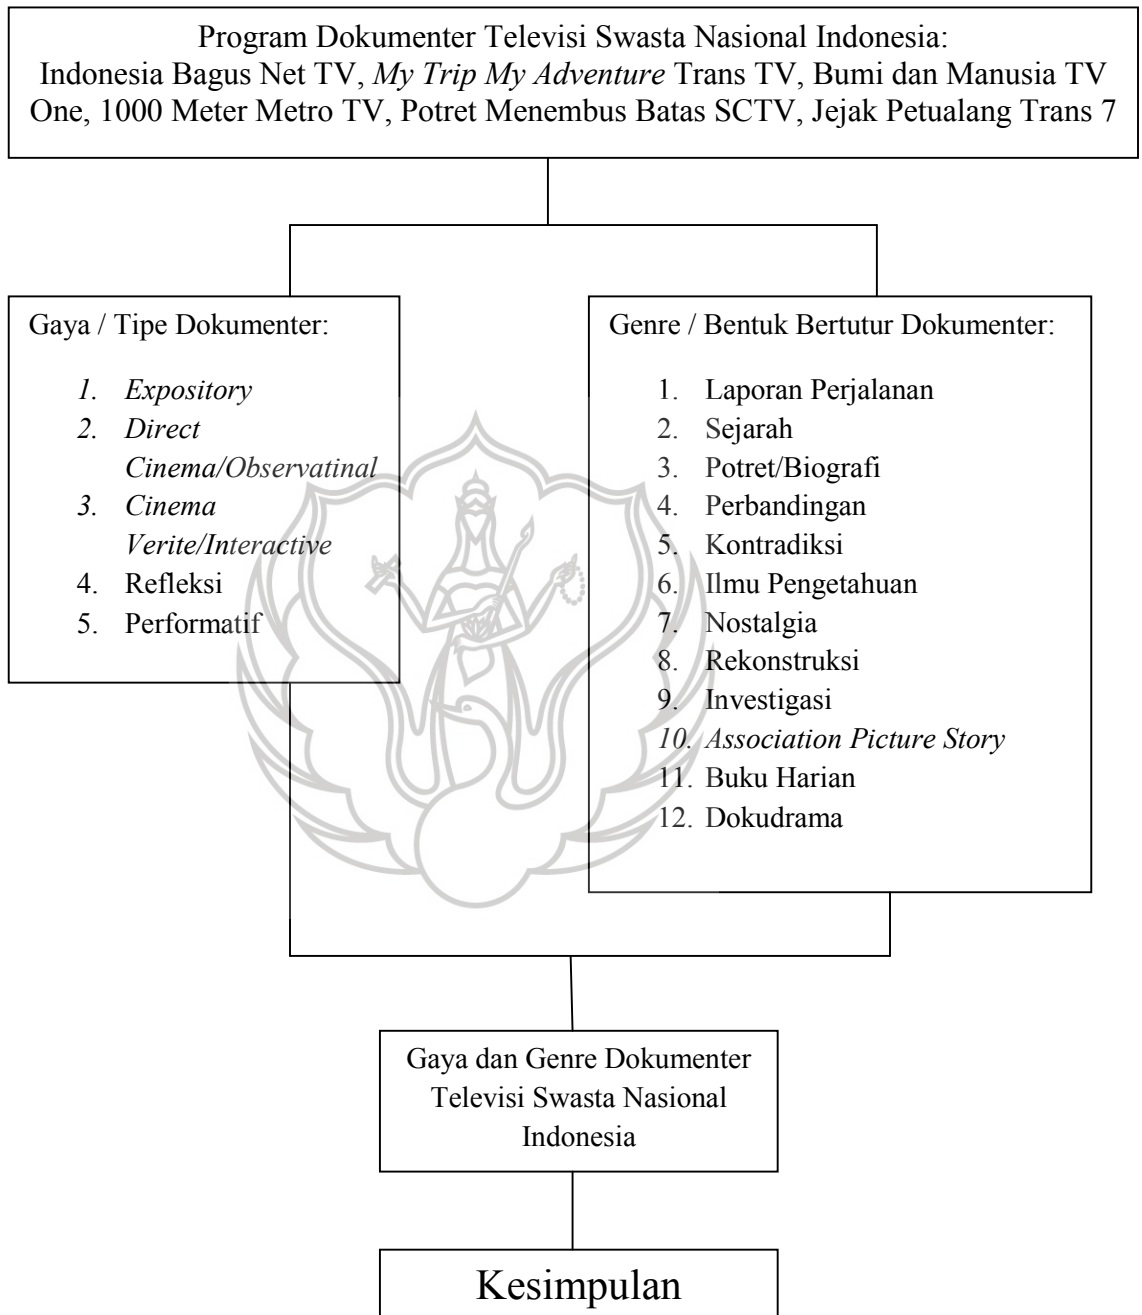 Program Dokumenter Televisi Swasta Nasional Indonesia:
Indonesia Bagus Net TV, My Trip My Adventure Trans TV, Bumi dan Manusia TV
One, 1000 Meter Metro TV, Potret Menembus Batas SCTV, Jejak Petualang Trans 7
Gaya / Tipe Dokumenter:
1. Expository
2. Direct
Cinema/Observatinal
3. Cinema
Verite/Interactive
4. Refleksi
5. Performatif
Genre / Bentuk Bertutur Dokumenter:
1. Laporan Perjalanan
2. Sejarah
3. Potret/Biografi
4. Perbandingan
5. Kontradiksi
6. Ilmu Pengetahuan
7. Nostalgia
8. Rekonstruksi
9. Investigasi
10. Association Picture Story
11. Buku Harian
12. Dokudrama
Gaya dan Genre Dokumenter
Televisi Swasta Nasional
Indonesia
Kesimpulan